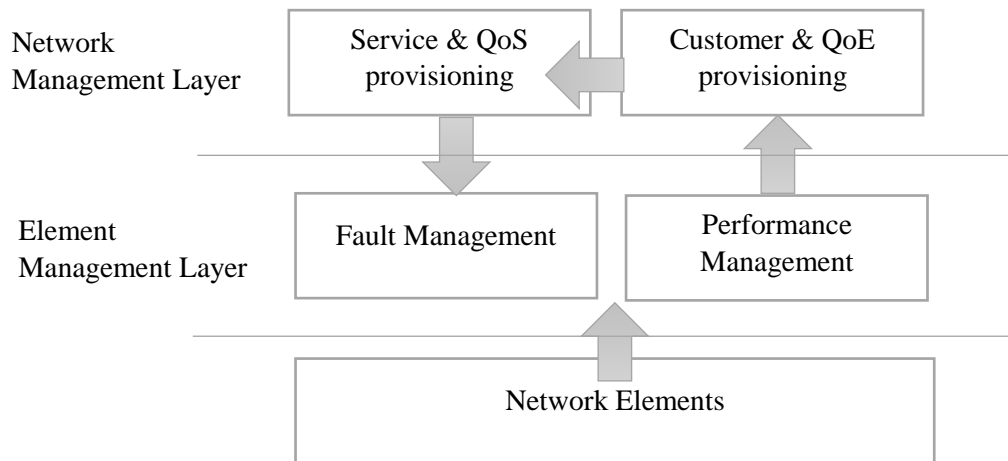 Network
Management Layer
Service & QoS
provisioning
Customer & QoE
provisioning
Element
Management Layer
Fault Management
Performance
Management
Network Elements